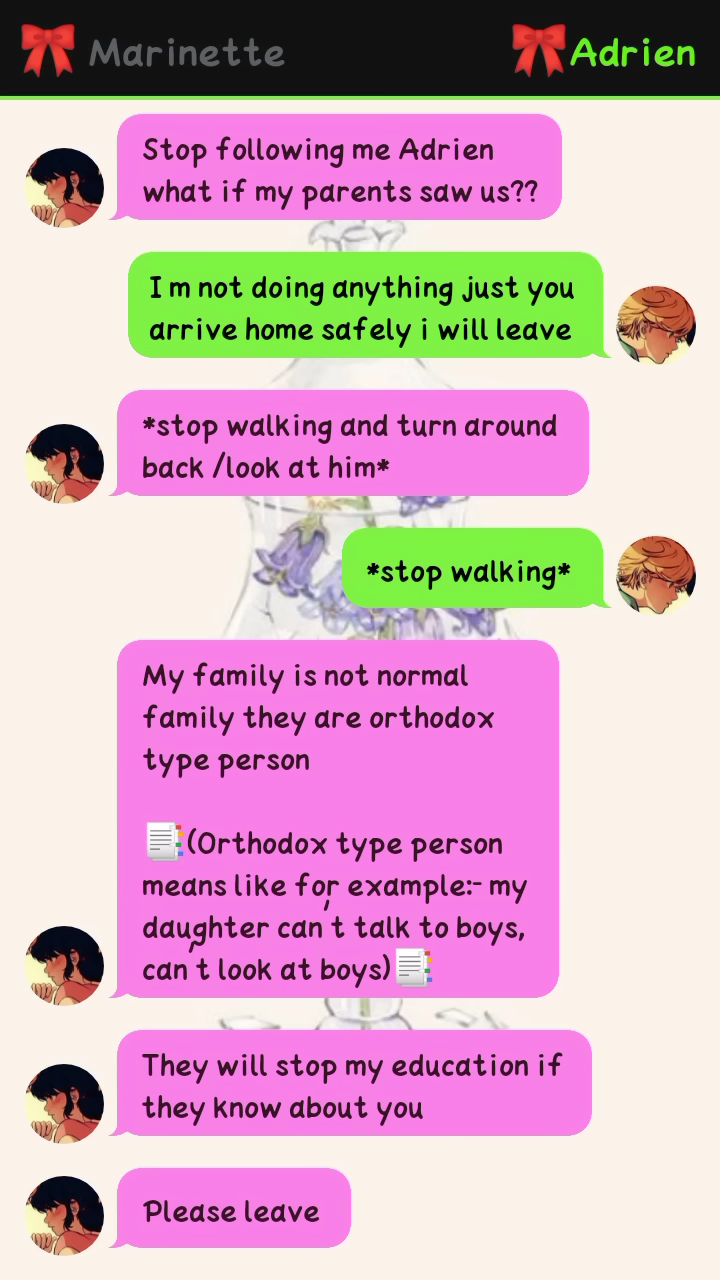 🎀 Marinette
🎀Adrien
Stop following me Adrien
what if my parents saw us??
I m not doing anything just you
arrive home safely i will leave
*stop walking and turn around
back /look at him*
*stop walking*
My family is not normal
family they are orthodox
type person
📑(Orthodox type person
means like for example:- my
daughter can't talk to boys,
can't look at boys)📑
They will stop my education if
they know about you
Please leave